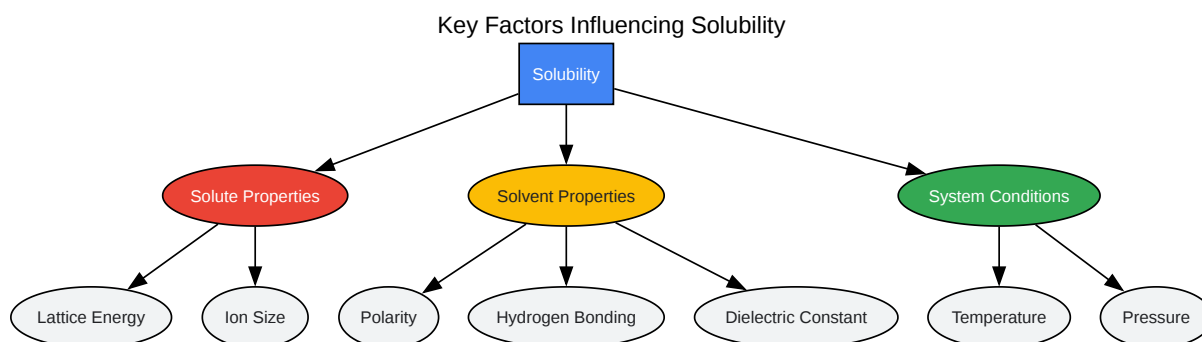 Key Factors Influencing Solubility
Solubility
Solute Properties
Solvent Properties
System Conditions
Lattice Energy
Ion Size
Polarity
Hydrogen Bonding
Dielectric Constant
Temperature
Pressure